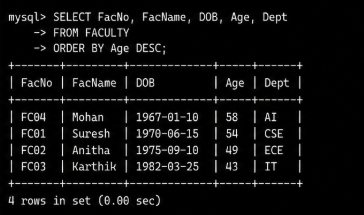 mysql> SELECT FacNo, FacName, DOB, Age, Dept
    -> FROM FACULTY
    -> ORDER BY Age DESC;
+-------+---------+------------+-----+------+
| FacNo | FacName | DOB        | Age | Dept |
+-------+---------+------------+-----+------+
| FC04  | Mohan   | 1967-01-10 | 58  | AI   |
| FC01  | Suresh  | 1970-06-15 | 54  | CSE  |
| FC02  | Anitha  | 1975-09-10 | 49  | ECE  |
| FC03  | Karthik | 1982-03-25 | 43  | IT   |
+-------+---------+------------+-----+------+
4 rows in set (0.00 sec)